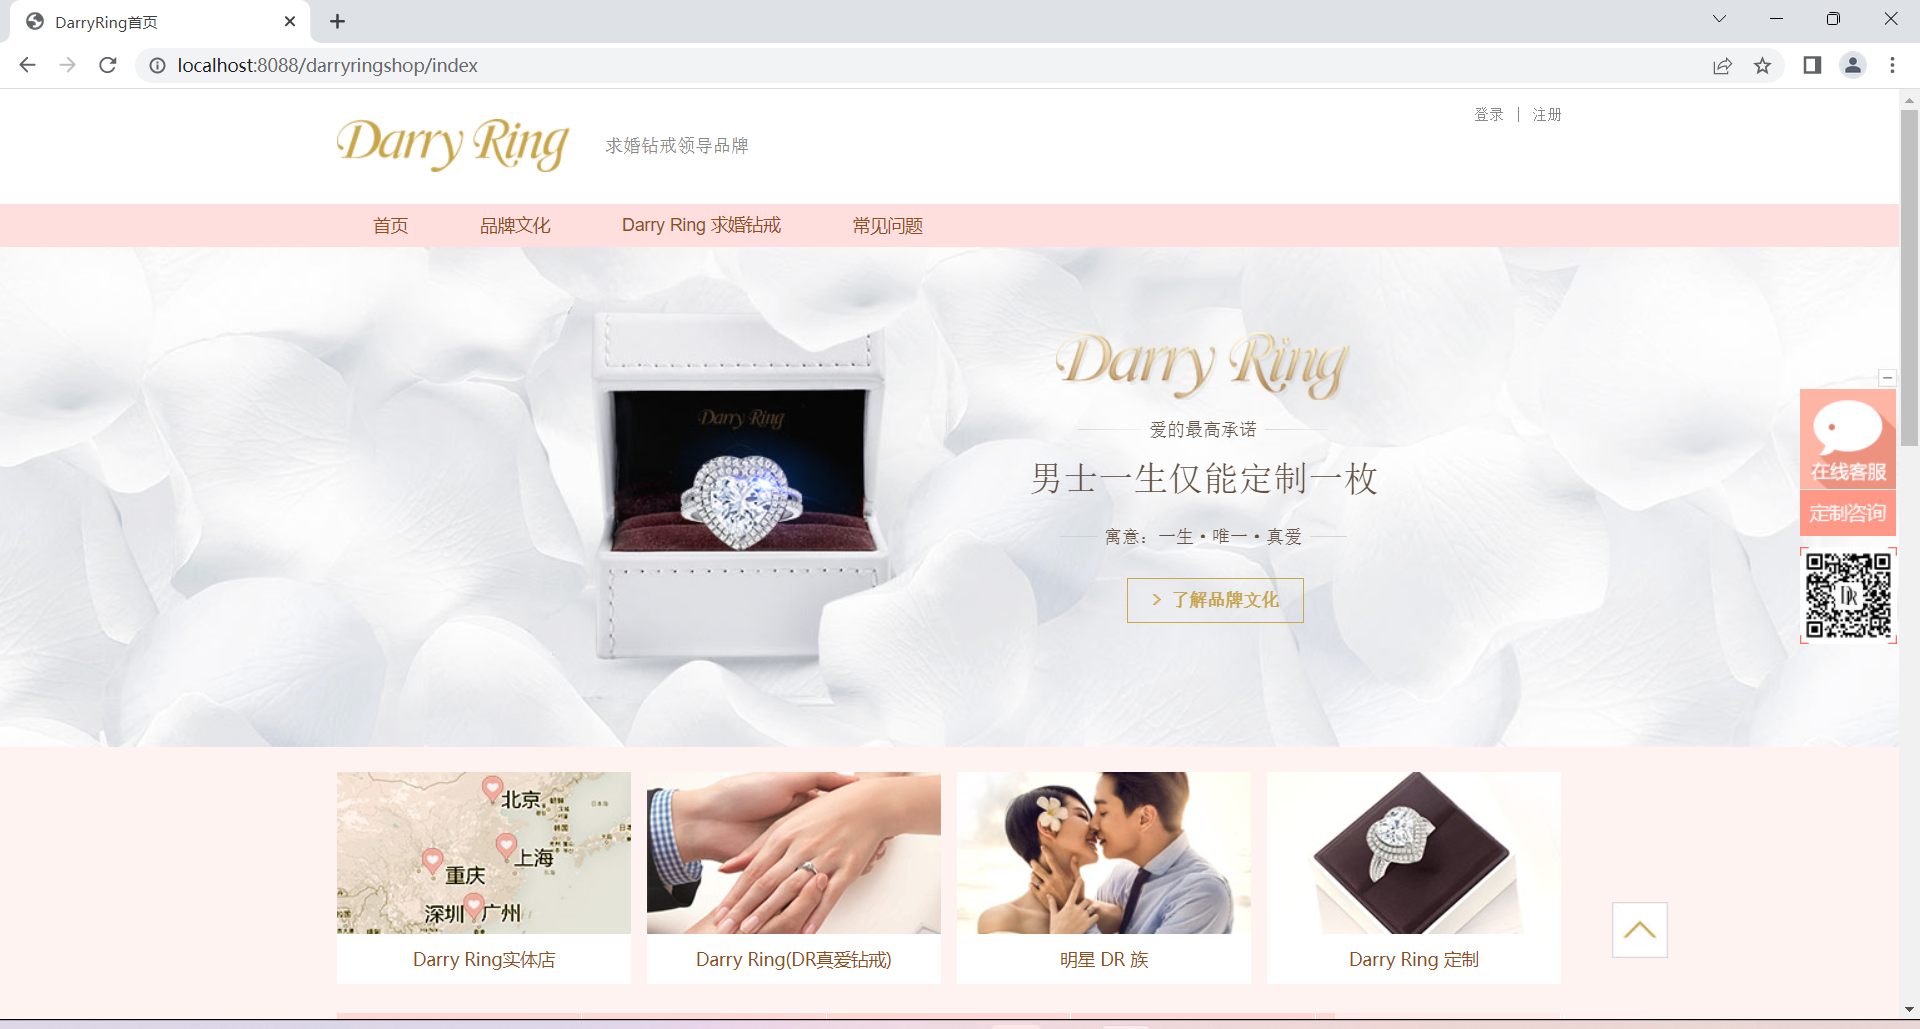 DarryRing首页
localhost:8088/darryringshop/index
登录 | 注册
Darry Ring 求婚钻戒领导品牌
首页 品牌文化 Darry Ring 求婚钻戒 常见问题
Darry Ring
Darry Ring
爱的最高承诺
男士一生仅能定制一枚
寓意：一生·唯一·真爱
> 了解品牌文化
在线客服
定制咨询
DR
北京
上海
重庆
深圳 广州
韩国
日本海
Darry Ring实体店
Darry Ring(DR真爱钻戒)
明星 DR 族
Darry Ring 定制